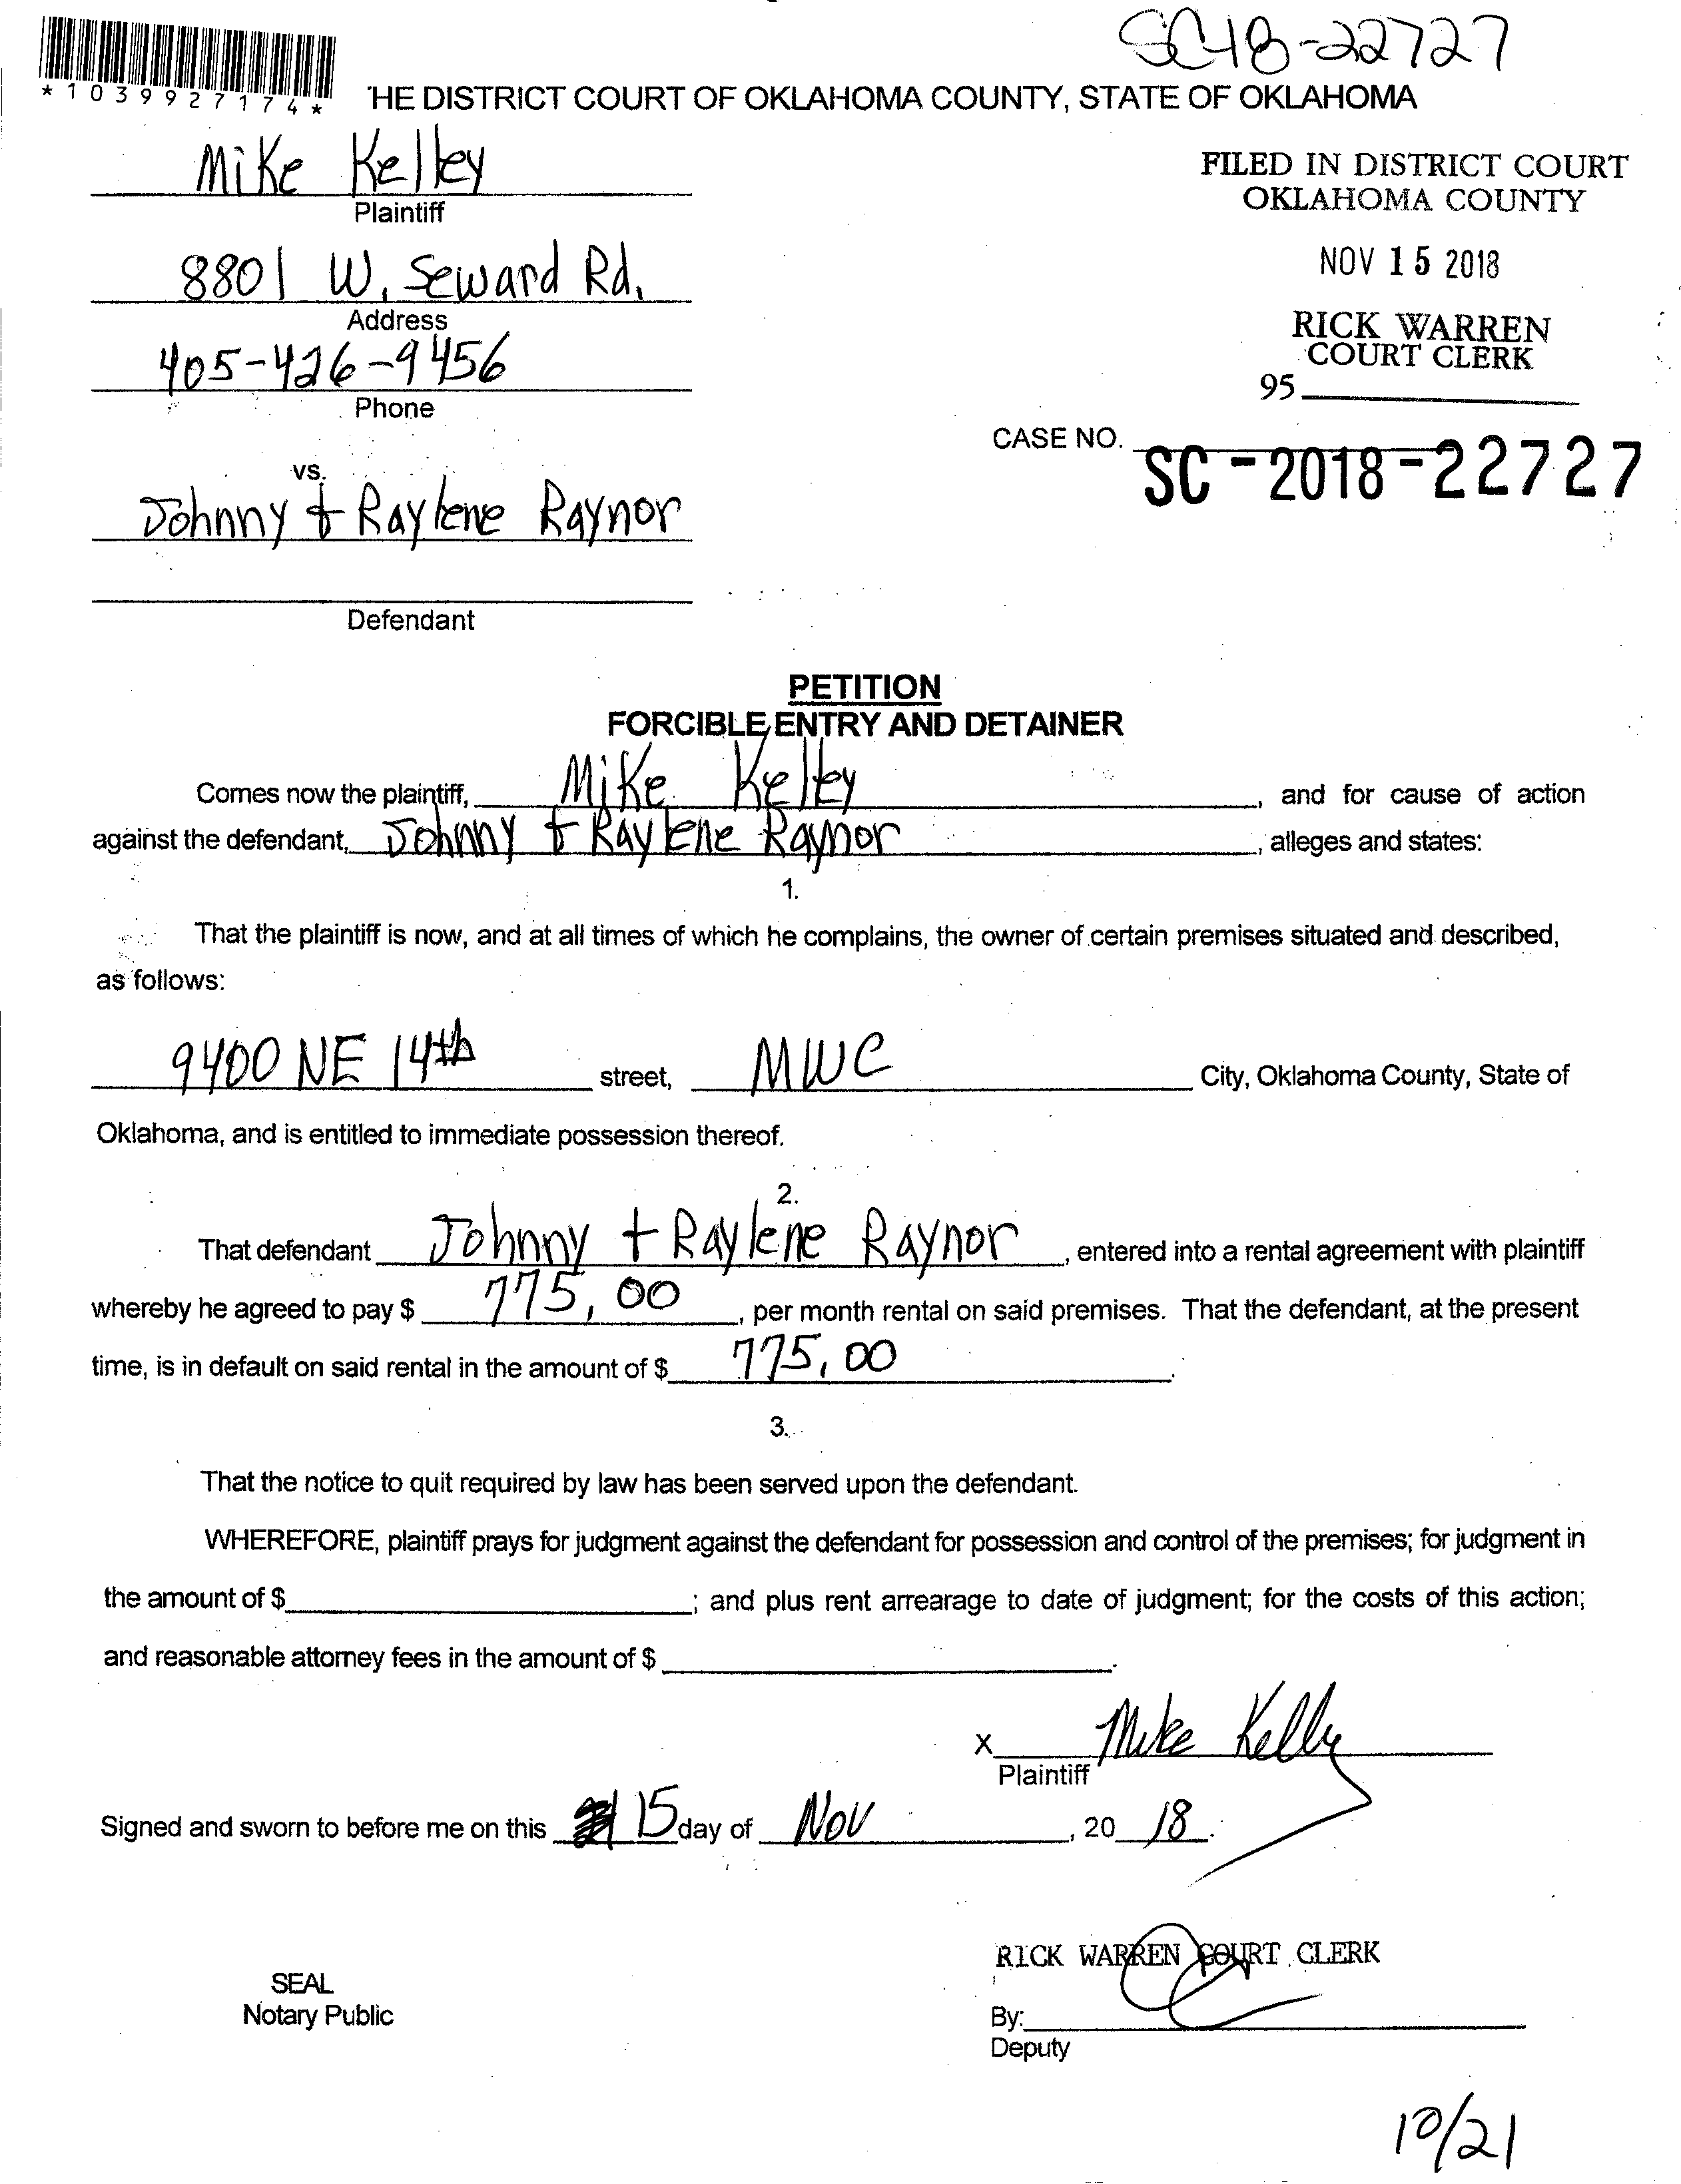 SC18-22727
*1039927174*
'HE DISTRICT COURT OF OKLAHOMA COUNTY, STATE OF OKLAHOMA
Mike Kelley
Plaintiff
FILED IN DISTRICT COURT
OKLAHOMA COUNTY
8801 W. Seward Rd.
Address
NOV 15 2018
RICK WARREN
COURT CLERK
405-426-9456
Phone
95
CASE NO. SC-2018-22727
vs.
Johnny + Raylene Raynor
Defendant
PETITION
FORCIBLE ENTRY AND DETAINER
Comes now the plaintiff, Mike Kelley, and for cause of action
against the defendant, Johnny + Raylene Raynor, alleges and states:
1.
That the plaintiff is now, and at all times of which he complains, the owner of certain premises situated and described,
as follows:
9400 NE 14th street, MWC City, Oklahoma County, State of
Oklahoma, and is entitled to immediate possession thereof.
2.
That defendant Johnny + Raylene Raynor, entered into a rental agreement with plaintiff
whereby he agreed to pay $ 775.00, per month rental on said premises. That the defendant, at the present
time, is in default on said rental in the amount of $ 775.00.
3.
That the notice to quit required by law has been served upon the defendant.
WHEREFORE, plaintiff prays for judgment against the defendant for possession and control of the premises; for judgment in
the amount of $ ; and plus rent arrearage to date of judgment; for the costs of this action;
and reasonable attorney fees in the amount of $ .
X Mike Kelley
Plaintiff
Signed and sworn to before me on this 15 day of Nov, 20 18.
RICK WARREN COURT CLERK
SEAL
Notary Public
By:
Deputy
10/21